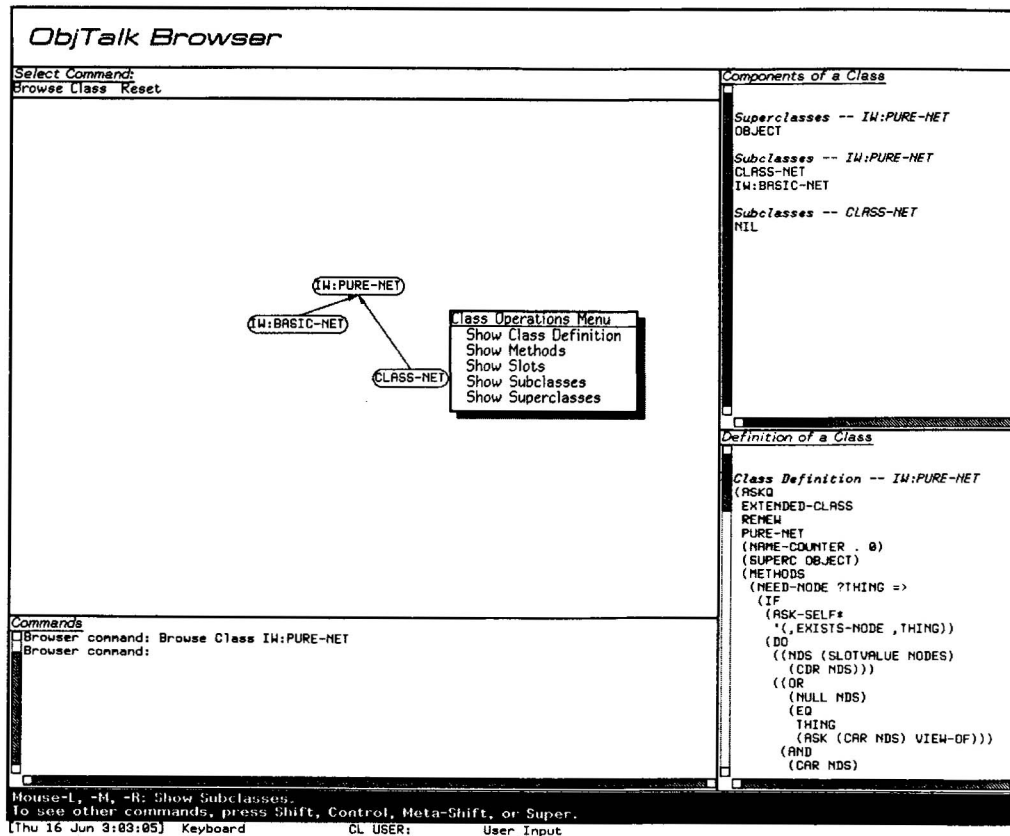 ObjTalk Browser
Select Command:
Browse Class Reset
IW:PURE-NET
IW:BASIC-NET
CLASS-NET
Class Operations Menu
Show Class Definition
Show Methods
Show Slots
Show Subclasses
Show Superclasses
Commands
Browser command: Browse Class IW:PURE-NET
Browser command:
Components of a Class
Superclasses -- IW:PURE-NET
OBJECT
Subclasses -- IW:PURE-NET
CLASS-NET
IW:BASIC-NET
Subclasses -- CLASS-NET
NIL
Definition of a Class
Class Definition -- IW:PURE-NET
(ASKQ
EXTENDED-CLASS
RENEW
PURE-NET
(NAME-COUNTER . 0)
(SUPERC OBJECT)
(METHODS
(NEED-NODE ?THING =>
(IF
(ASK-SELF*
'(,EXISTS-NODE ,THING))
(DO
((NDS (SLOTVALUE NODES)
(CDR NDS)))
((OR
(NULL NDS)
(EQ
THING
(ASK (CAR NDS) VIEW-OF)))
(AND
(CAR NDS)
Mouse-L, -M, -R: Show Subclasses.
To see other commands, press Shift, Control, Meta-Shift, or Super.
[Thu 16 Jun 3:03:05] Keyboard CL USER: User Input